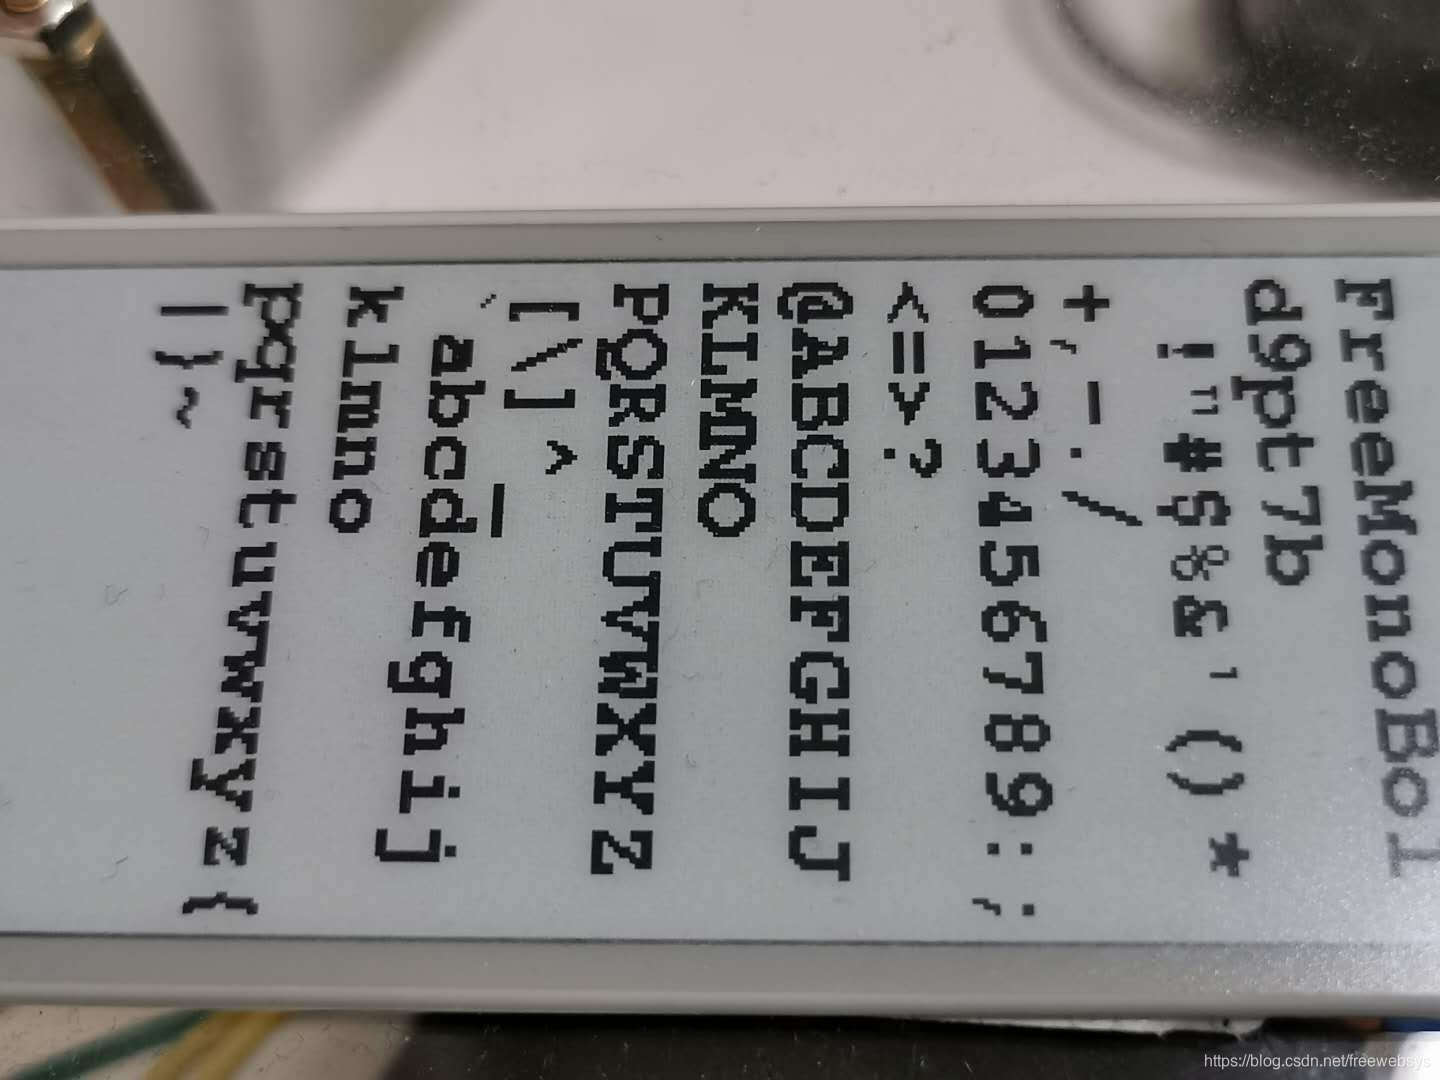 FreeMonoBol
d9pt7b
 !"#$%&'()*
+,-./
0123456789:;
<=>?
@ABCDEFGHIJ
KLMNO
PQRSTUVWXYZ
[\]^_
`abcdefghij
klmno
pqrstuvwxyz{
|}~
https://blog.csdn.net/freewebsys